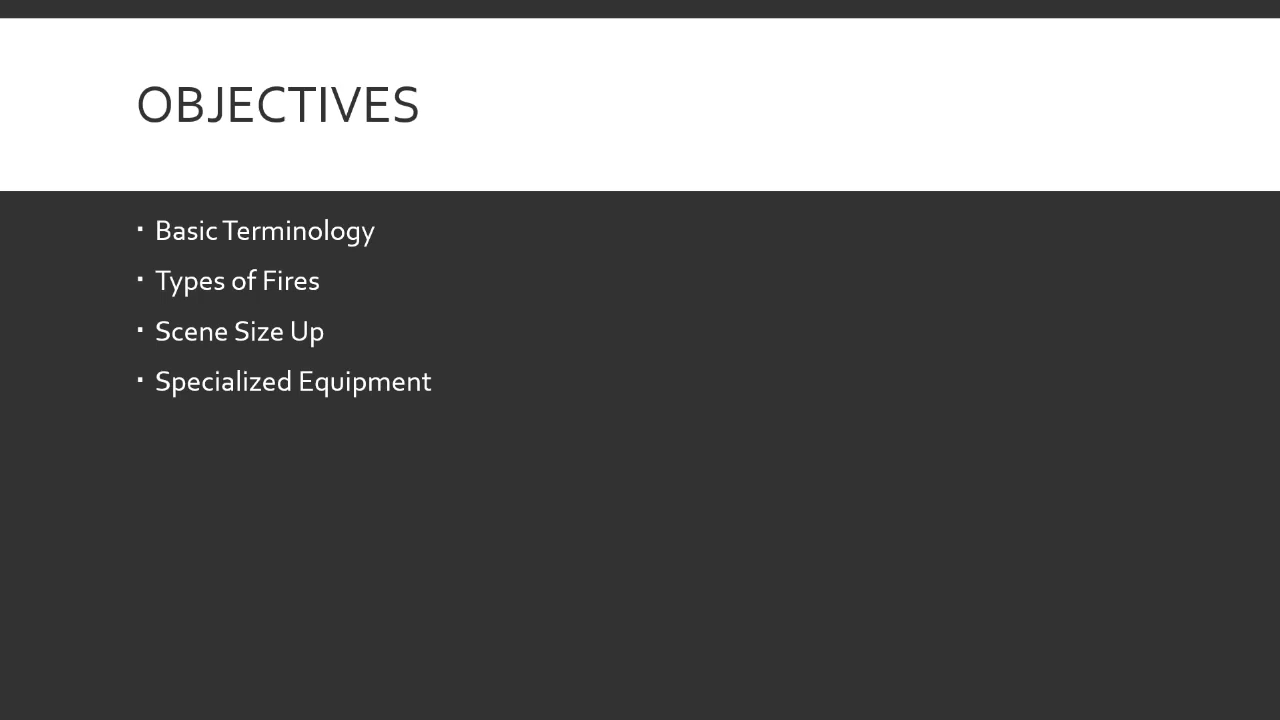 OBJECTIVES
▪ Basic Terminology
▪ Types of Fires
▪ Scene Size Up
▪ Specialized Equipment